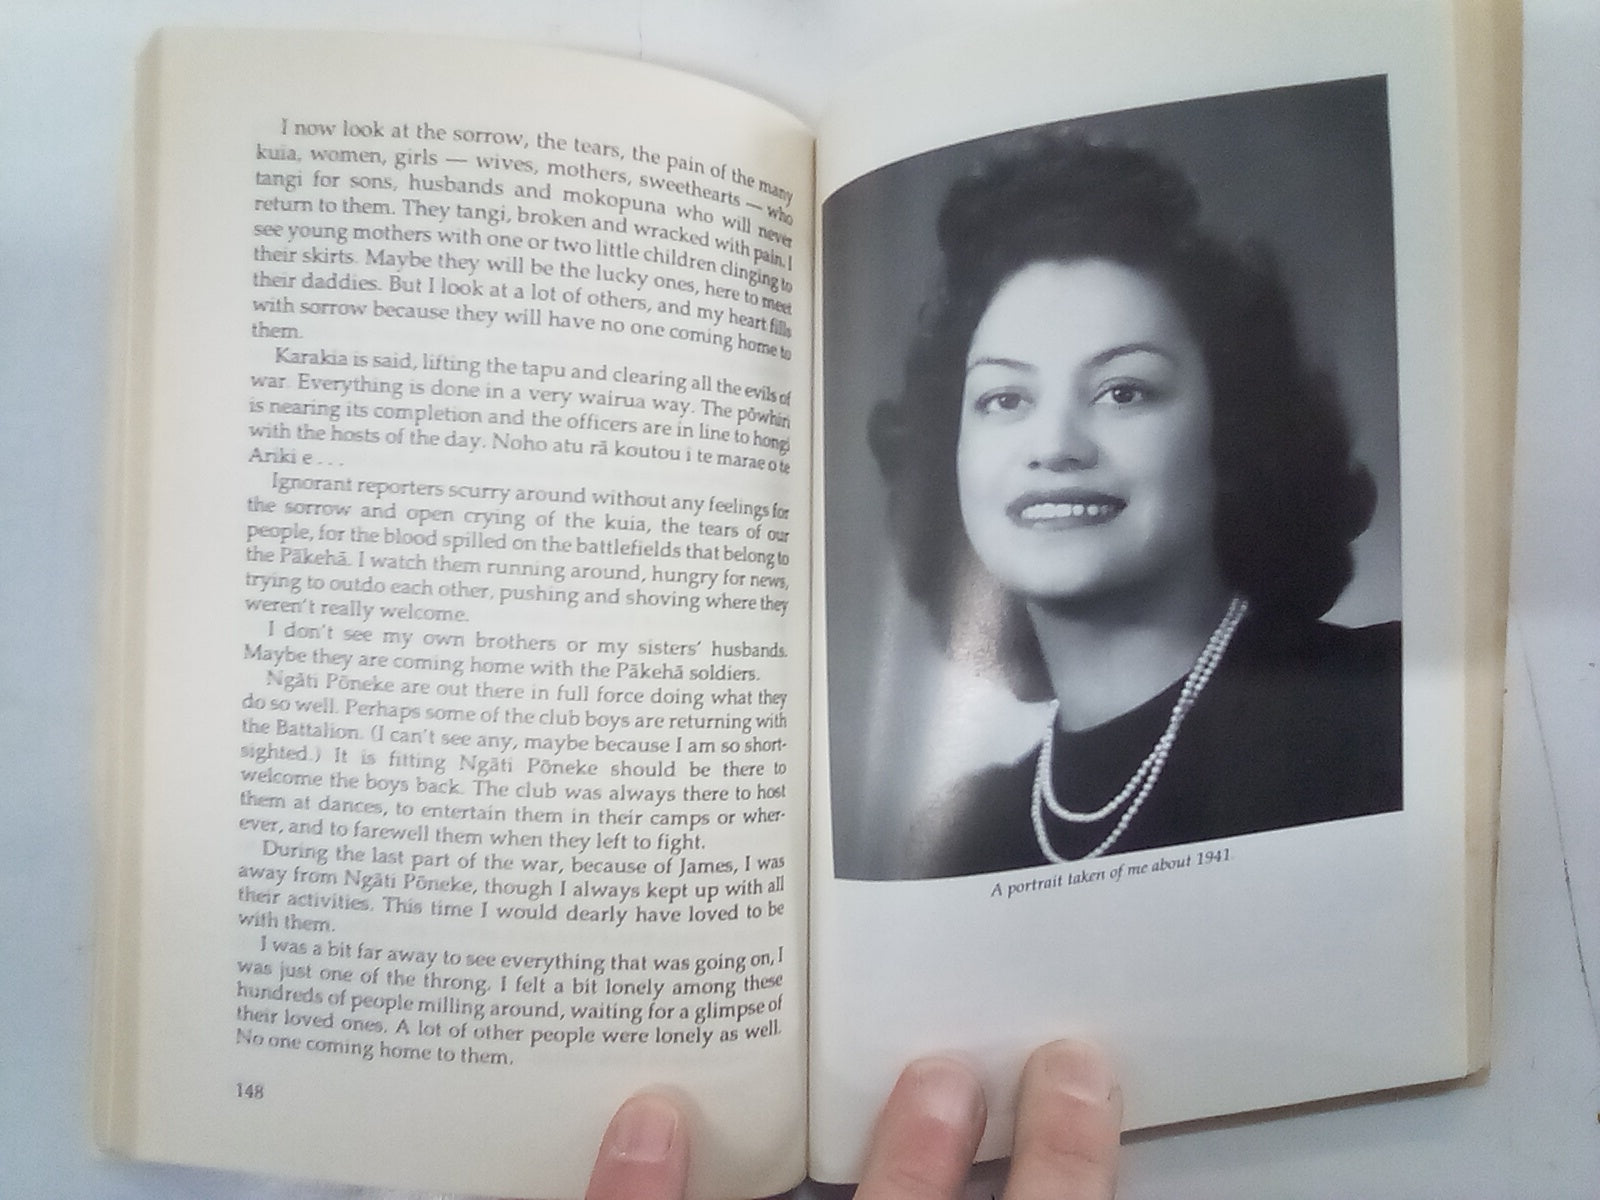 I now look at the sorrow, the tears, the pain of the many
kuia, women, girls — wives, mothers, sweethearts — who
tangi for sons, husbands and mokopuna who will never
return to them. They tangi, broken and wracked with pain. I
see young mothers with one or two little children clinging to
their skirts. Maybe they will be the lucky ones, here to meet
their daddies. But I look at a lot of others, and my heart fills
with sorrow because they will have no one coming home to
them.
Karakia is said, lifting the tapu and clearing all the evils of
war. Everything is done in a very wairua way. The pōwhiri
is nearing its completion and the officers are in line to hongi
with the hosts of the day. Noho atu rā koutou i te marae o te
Ariki e . . .
Ignorant reporters scurry around without any feelings for
the sorrow and open crying of the kuia, the tears of our
people, for the blood spilled on the battlefields that belong to
the Pākehā. I watch them running around, hungry for news,
trying to outdo each other, pushing and shoving where they
weren't really welcome.
I don't see my own brothers or my sisters' husbands.
Maybe they are coming home with the Pākehā soldiers.
Ngāti Pōneke are out there in full force doing what they
do so well. Perhaps some of the club boys are returning with
the Battalion. (I can't see any, maybe because I am so short-
sighted.) It is fitting Ngāti Pōneke should be there to
welcome the boys back. The club was always there to host
them at dances, to entertain them in their camps or wher-
ever, and to farewell them when they left to fight.
During the last part of the war, because of James, I was
away from Ngāti Pōneke, though I always kept up with all
their activities. This time I would dearly have loved to be
with them.
I was a bit far away to see everything that was going on, I
was just one of the throng. I felt a bit lonely among these
hundreds of people milling around, waiting for a glimpse of
their loved ones. A lot of other people were lonely as well.
No one coming home to them.
148
A portrait taken of me about 1941.